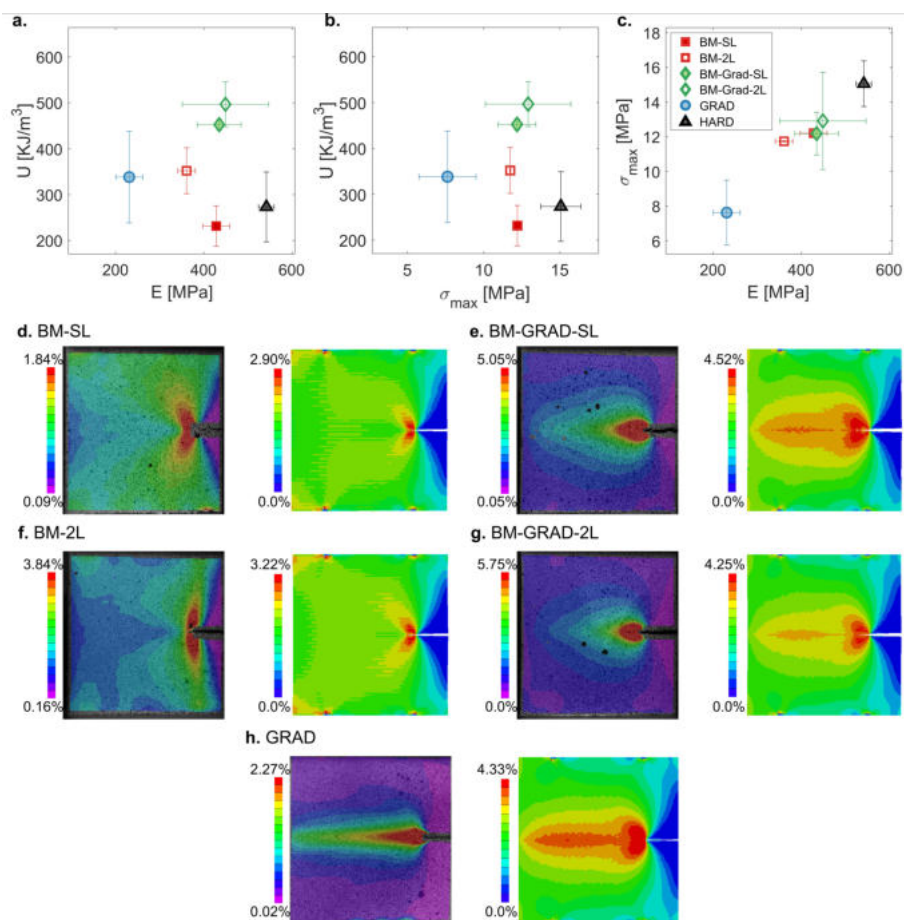 a.
b.
c.
U [KJ/m³]
600
500
400
300
200
200
400
600
E [MPa]
U [KJ/m³]
600
500
400
300
200
5
10
15
σmax [MPa]
σmax [MPa]
18
16
14
12
10
8
6
200
400
600
E [MPa]
BM-SL
BM-2L
BM-Grad-SL
BM-Grad-2L
GRAD
HARD
d. BM-SL
1.84%
0.09%
2.90%
0.0%
e. BM-GRAD-SL
5.05%
0.05%
4.52%
0.0%
f. BM-2L
3.84%
0.16%
3.22%
0.0%
g. BM-GRAD-2L
5.75%
0.0%
4.25%
0.0%
h. GRAD
2.27%
0.02%
4.33%
0.0%